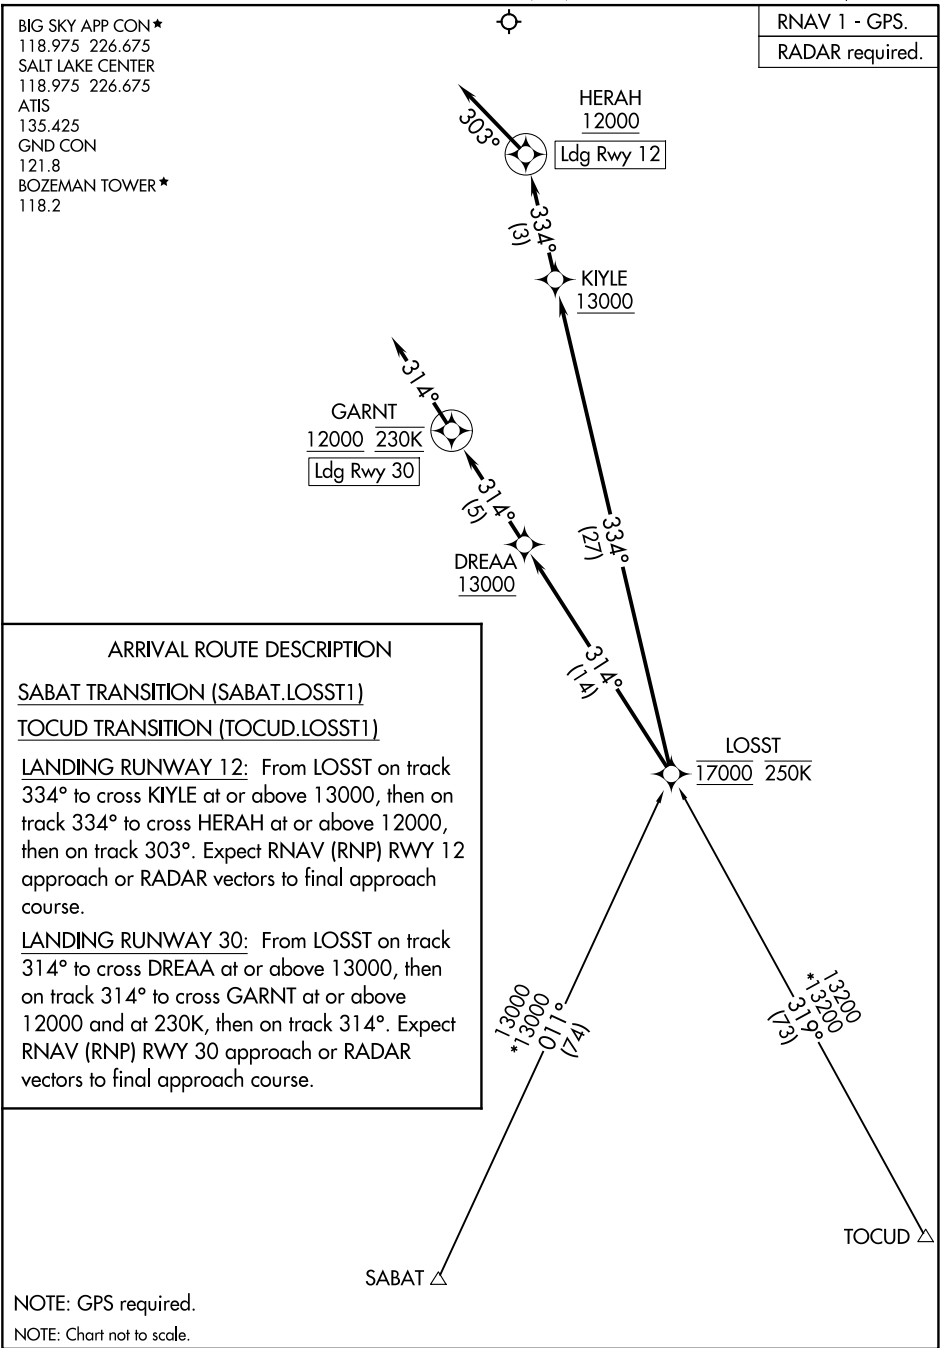 BIG SKY APP CON★
118.975 226.675
SALT LAKE CENTER
118.975 226.675
ATIS
135.425
GND CON
121.8
BOZEMAN TOWER★
118.2
RNAV 1 - GPS.
RADAR required.
HERAH
12000
Ldg Rwy 12
303°
334°
(3)
KIYLE
13000
314°
GARNT
12000 230K
Ldg Rwy 30
314°
(5)
DREAA
13000
334°
(27)
314°
(14)
LOSST
17000 250K
ARRIVAL ROUTE DESCRIPTION
SABAT TRANSITION (SABAT.LOSST1)
TOCUD TRANSITION (TOCUD.LOSST1)
LANDING RUNWAY 12: From LOSST on track
334° to cross KIYLE at or above 13000, then on
track 334° to cross HERAH at or above 12000,
then on track 303°. Expect RNAV (RNP) RWY 12
approach or RADAR vectors to final approach
course.
LANDING RUNWAY 30: From LOSST on track
314° to cross DREAA at or above 13000, then
on track 314° to cross GARNT at or above
12000 and at 230K, then on track 314°. Expect
RNAV (RNP) RWY 30 approach or RADAR
vectors to final approach course.
13000
*13000
011°
(74)
13200
*13200
319°
(73)
TOCUD
SABAT
NOTE: GPS required.
NOTE: Chart not to scale.